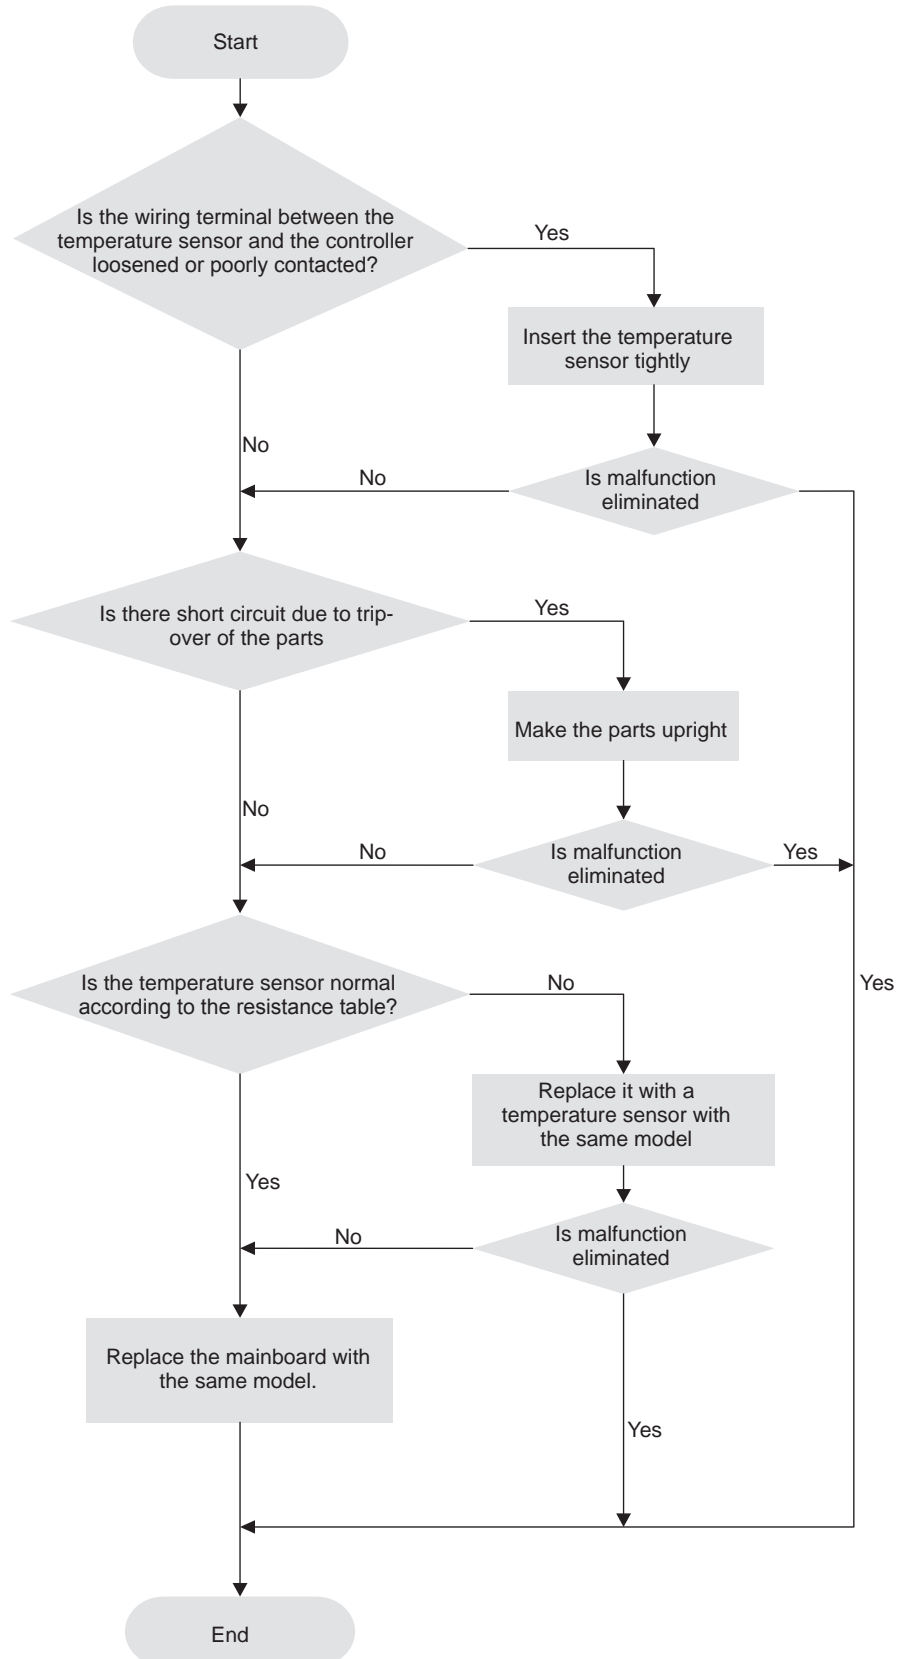 Start
Is the wiring terminal between the
temperature sensor and the controller
loosened or poorly contacted?
Yes
Insert the temperature
sensor tightly
No
No
Is malfunction
eliminated
Is there short circuit due to trip-
over of the parts
Yes
Make the parts upright
No
No
Is malfunction
eliminated
Yes
Is the temperature sensor normal
according to the resistance table?
No
Yes
Replace it with a
temperature sensor with
the same model
Yes
No
Is malfunction
eliminated
Replace the mainboard with
the same model.
Yes
End